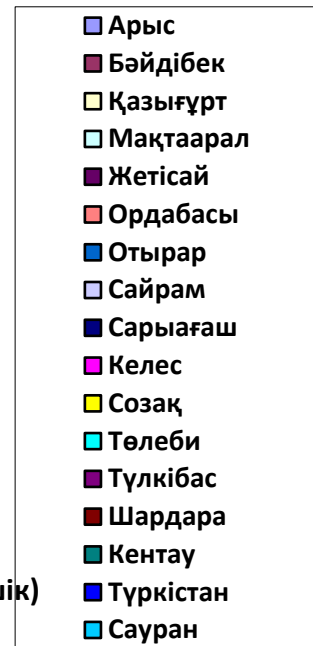 Арыс
Бәйдібек
Қазығұрт
Мақтаарал
Жетісай
Ордабасы
Отырар
Сайрам
Сарыағаш
Келес
Созақ
Төлеби
Түлкібас
Шардара
Кентау
Түркістан
Сауран